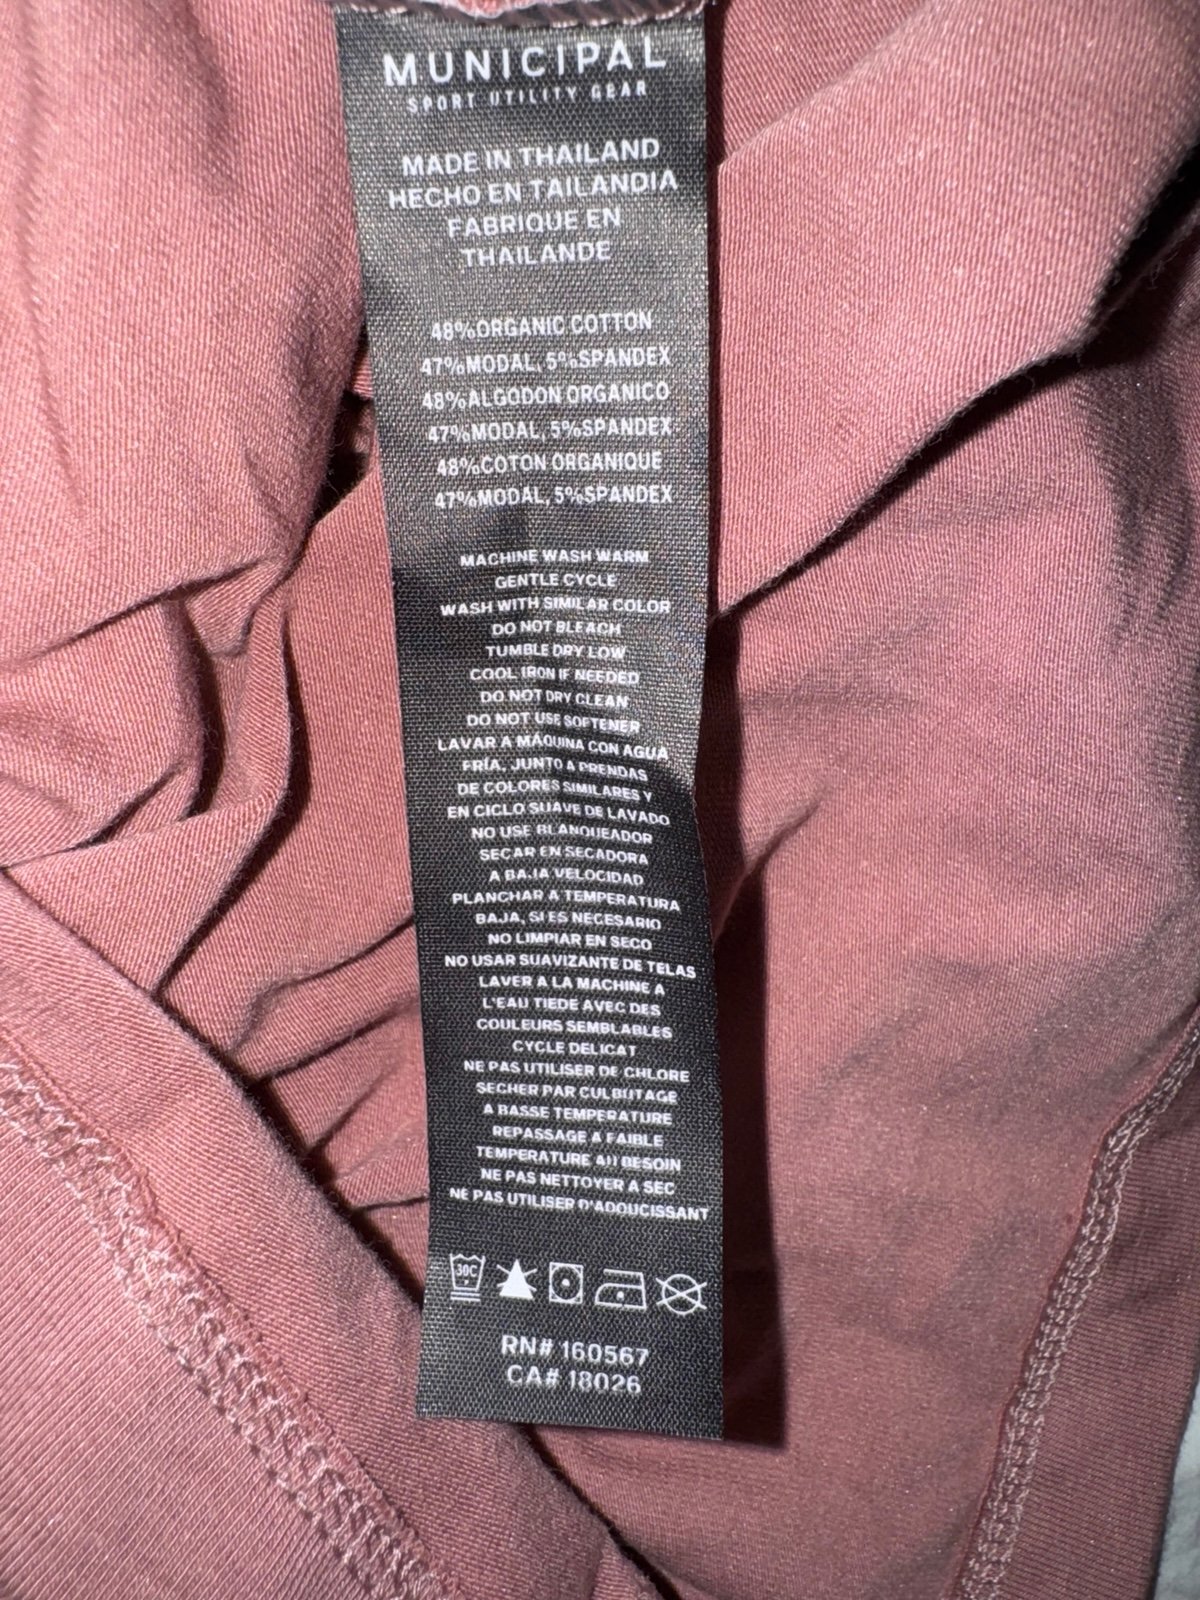 MUNICIPAL
SPORT UTILITY GEAR
MADE IN THAILAND
HECHO EN TAILANDIA
FABRIQUE EN
THAILANDE
48%ORGANIC COTTON
47%MODAL, 5%SPANDEX
48%ALGODON ORGANICO
47%MODAL, 5%SPANDEX
48%COTON ORGANIQUE
47%MODAL, 5%SPANDEX
MACHINE WASH WARM
GENTLE CYCLE
WASH WITH SIMILAR COLOR
DO NOT BLEACH
TUMBLE DRY LOW
COOL IRON IF NEEDED
DO NOT DRY CLEAN
DO NOT USE SOFTENER
LAVAR A MÁQUINA CON AGUA
FRÍA, JUNTO A PRENDAS
DE COLORES SIMILARES Y
EN CICLO SUAVE DE LAVADO
NO USE BLANQUEADOR
SECAR EN SECADORA
A BAJA VELOCIDAD
PLANCHAR A TEMPERATURA
BAJA, SI ES NECESARIO
NO LIMPIAR EN SECO
NO USAR SUAVIZANTE DE TELAS
LAVER A LA MACHINE A
L'EAU TIEDE AVEC DES
COULEURS SEMBLABLES
CYCLE DELICAT
NE PAS UTILISER DE CHLORE
SECHER PAR CULBUTAGE
A BASSE TEMPERATURE
REPASSAGE A FAIBLE
TEMPERATURE AU BESOIN
NE PAS NETTOYER A SEC
NE PAS UTILISER D'ADOUCISSANT
30C
RN# 160567
CA# 18026